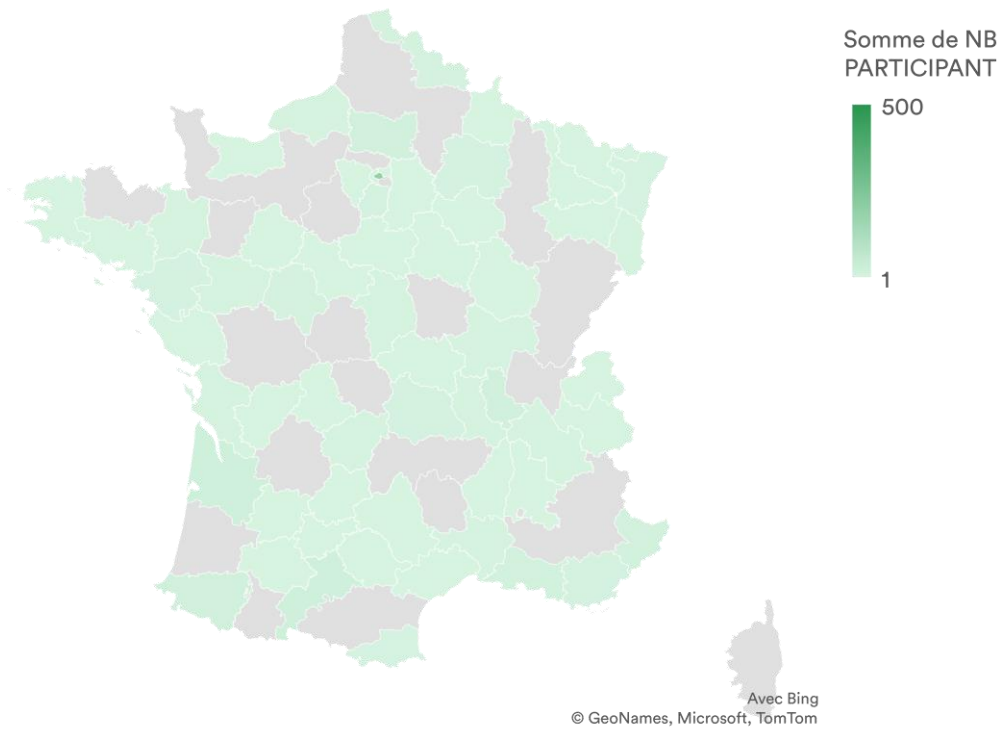 Somme de NB
PARTICIPANT
500
1
Avec Bing
© GeoNames, Microsoft, TomTom